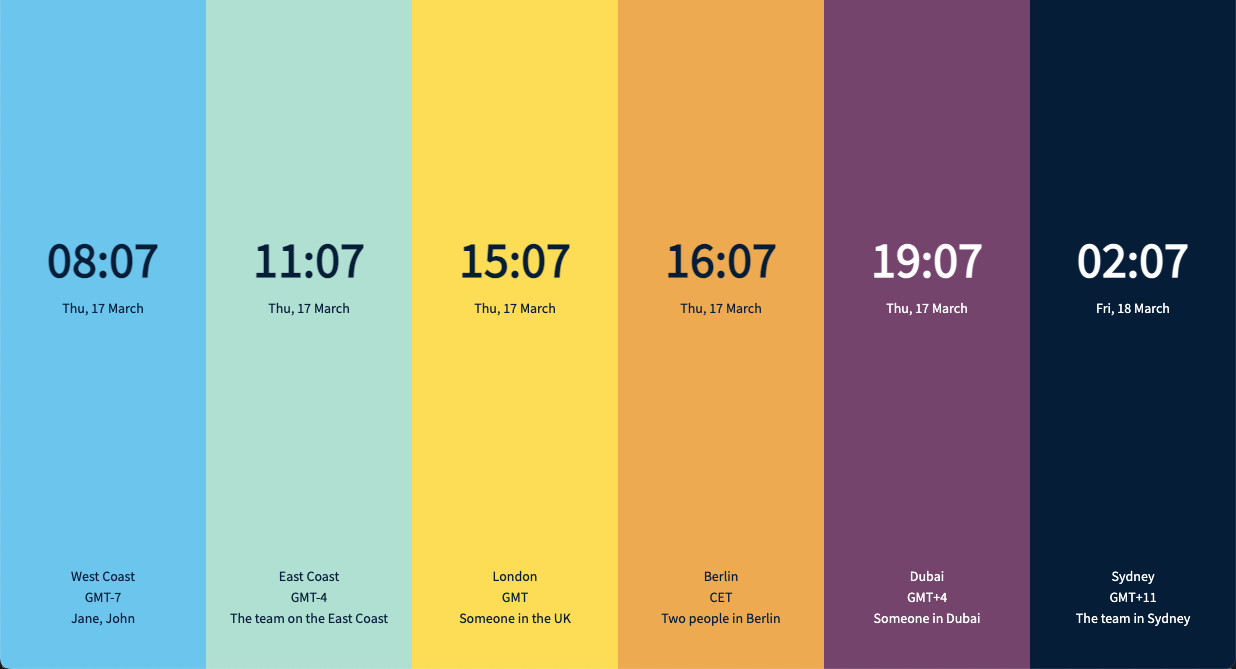 08:07
Thu, 17 March
West Coast
GMT-7
Jane, John
11:07
Thu, 17 March
East Coast
GMT-4
The team on the East Coast
15:07
Thu, 17 March
London
GMT
Someone in the UK
16:07
Thu, 17 March
Berlin
CET
Two people in Berlin
19:07
Thu, 17 March
Dubai
GMT+4
Someone in Dubai
02:07
Fri, 18 March
Sydney
GMT+11
The team in Sydney